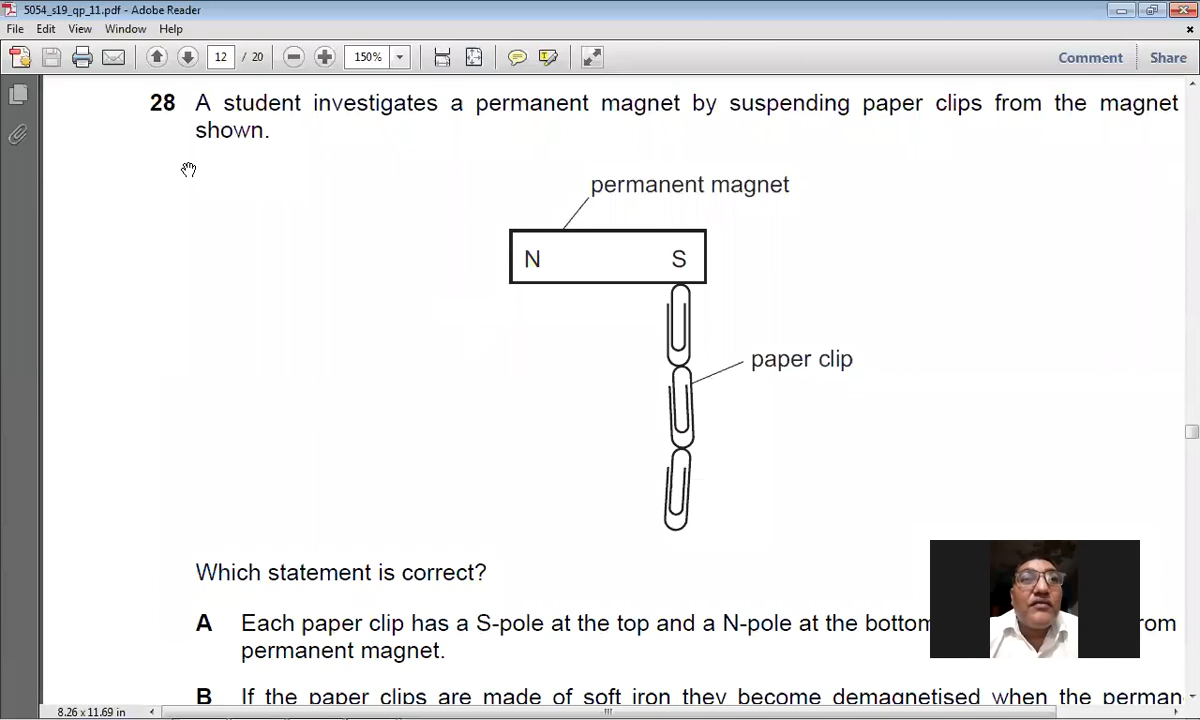 5054_s19_qp_11.pdf - Adobe Reader
File Edit View Window Help
12 / 20 150% Comment Share
28 A student investigates a permanent magnet by suspending paper clips from the magnet
shown.
permanent magnet
N S
paper clip
Which statement is correct?
A Each paper clip has a S-pole at the top and a N-pole at the bottom
permanent magnet.
B If the paper clips are made of soft iron they become demagnetised when the perman
8.26 x 11.69 in